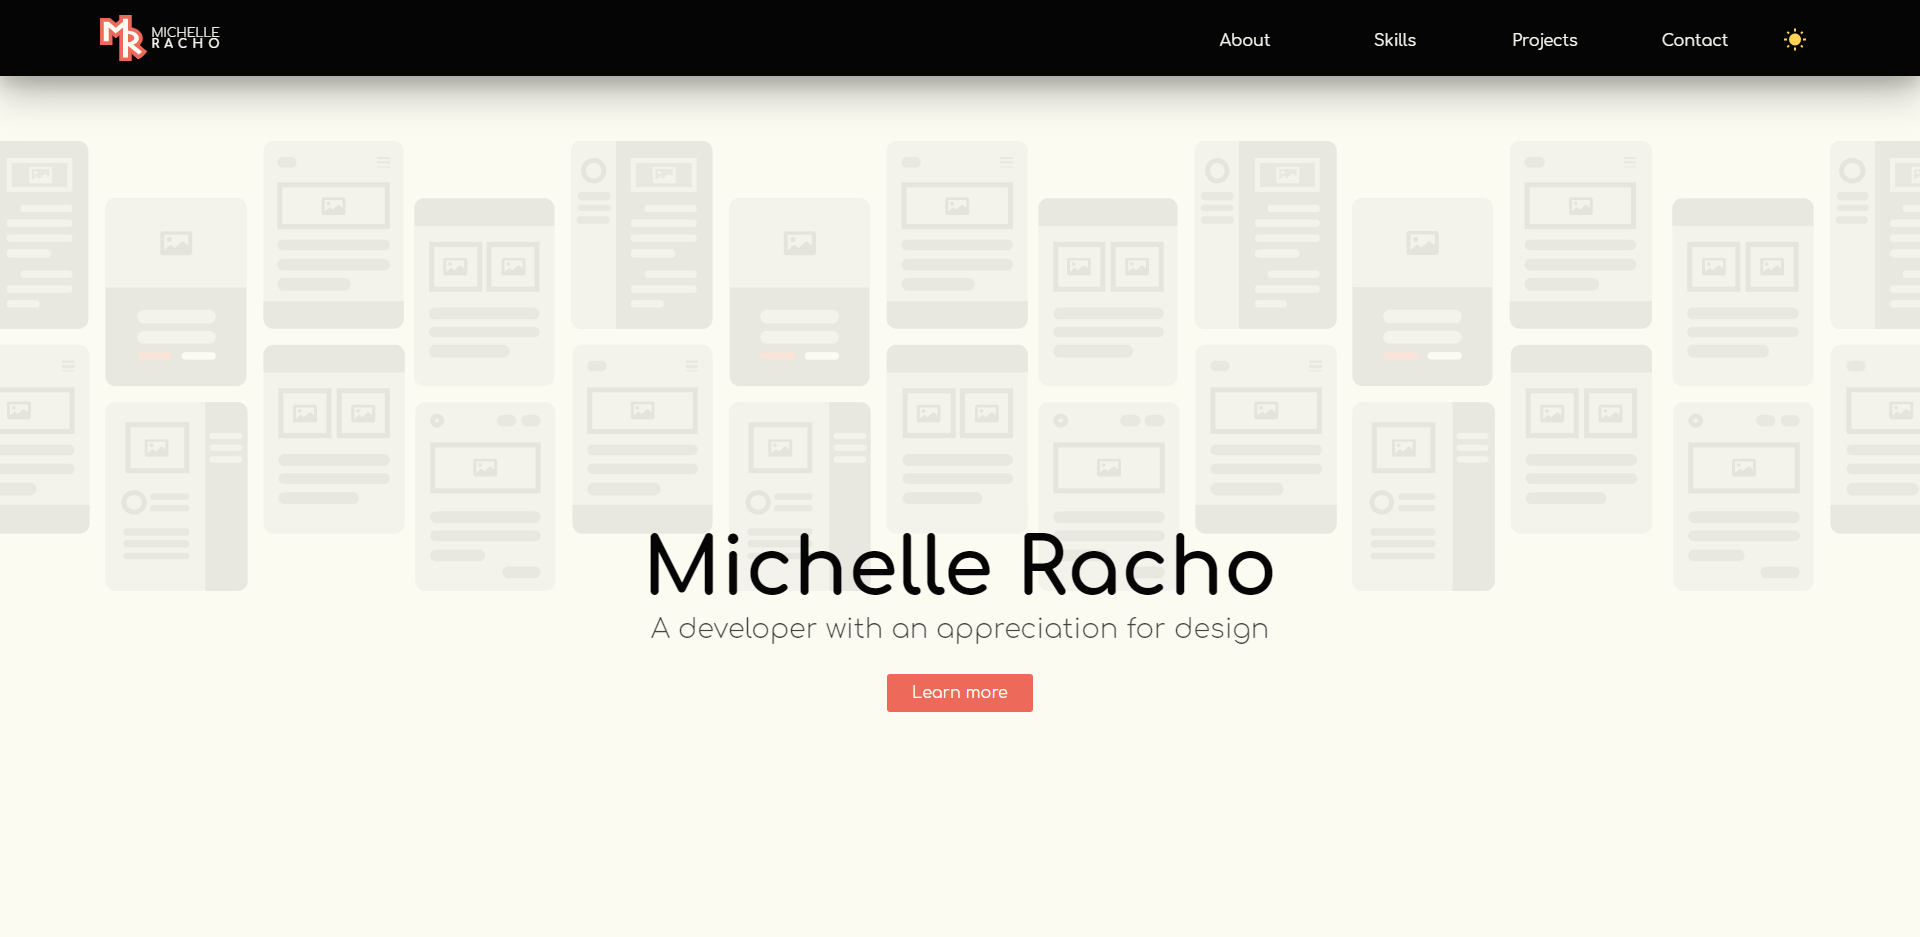 MR
MICHELLE
RACHO
About Skills Projects Contact
Michelle Racho
A developer with an appreciation for design
Learn more